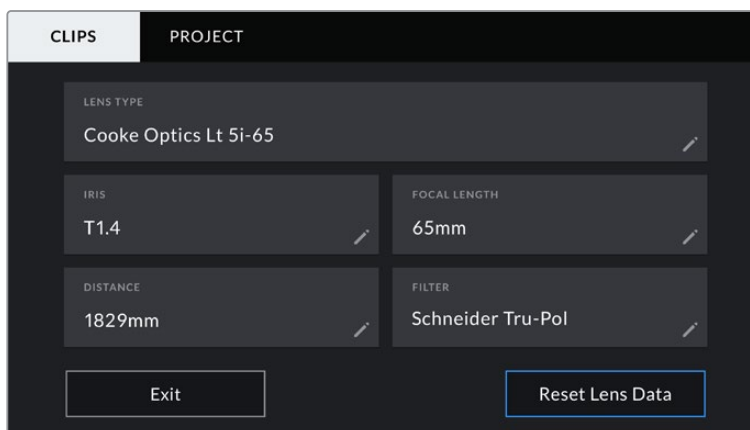 CLIPS PROJECT
LENS TYPE
Cooke Optics Lt 5i-65
IRIS FOCAL LENGTH
T1.4 65mm
DISTANCE FILTER
1829mm Schneider Tru-Pol
Exit Reset Lens Data